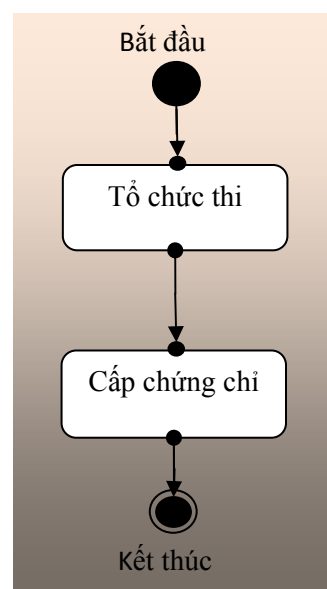 Bắt đầu
Tổ chức thi
Cấp chứng chỉ
Kết thúc